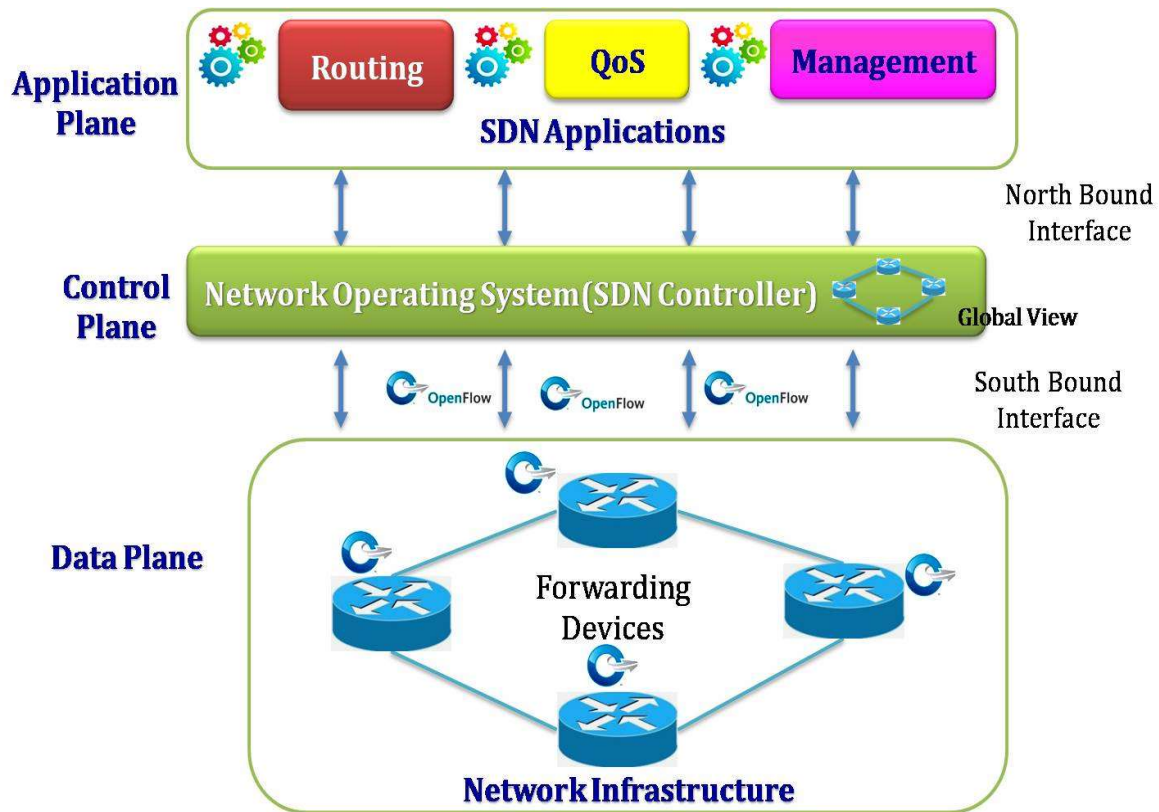 Routing
QoS
Management
Application
Plane
SDN Applications
North Bound
Interface
Control
Plane
Network Operating System(SDN Controller)
Global View
OpenFlow
OpenFlow
OpenFlow
South Bound
Interface
Data Plane
Forwarding
Devices
Network Infrastructure